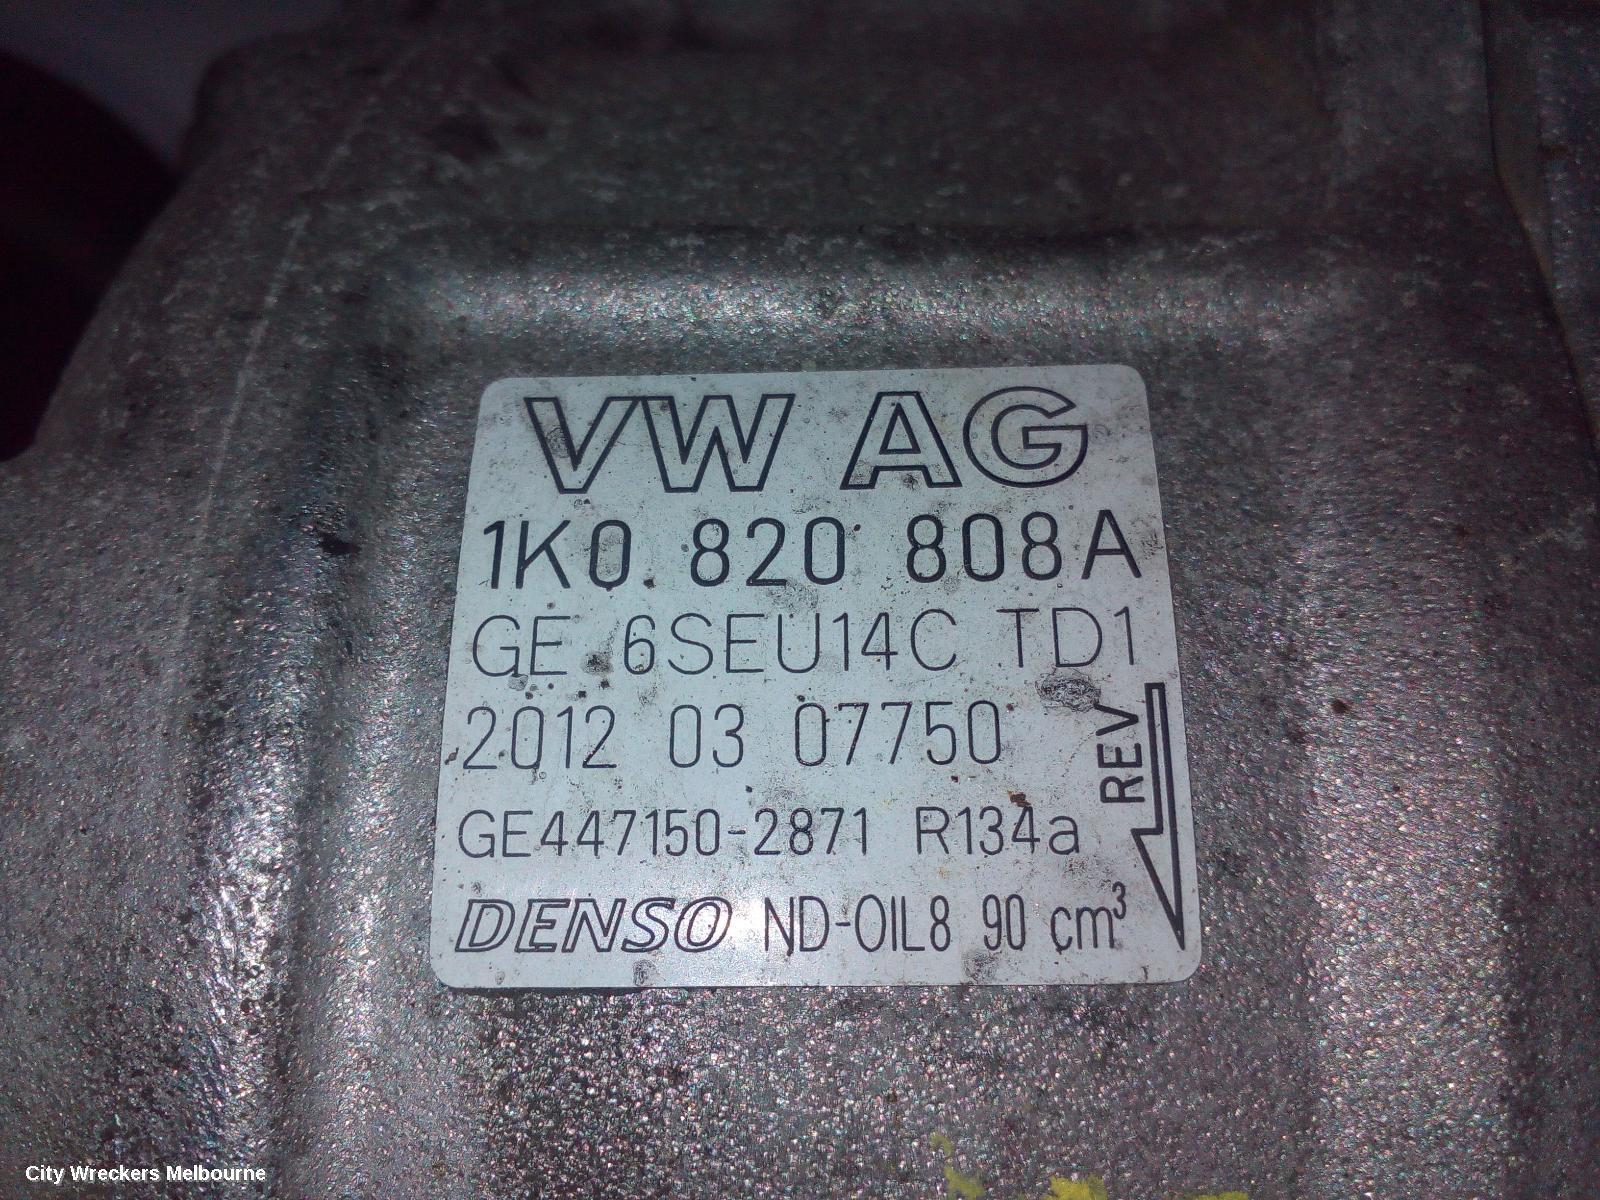 VW AG
1K0 820 808A
GE 6SEU14C TD1
2012 03 07750
REV
GE447150-2871 R134a
DENSO ND-OIL8 90 cm³
City Wreckers Melbourne